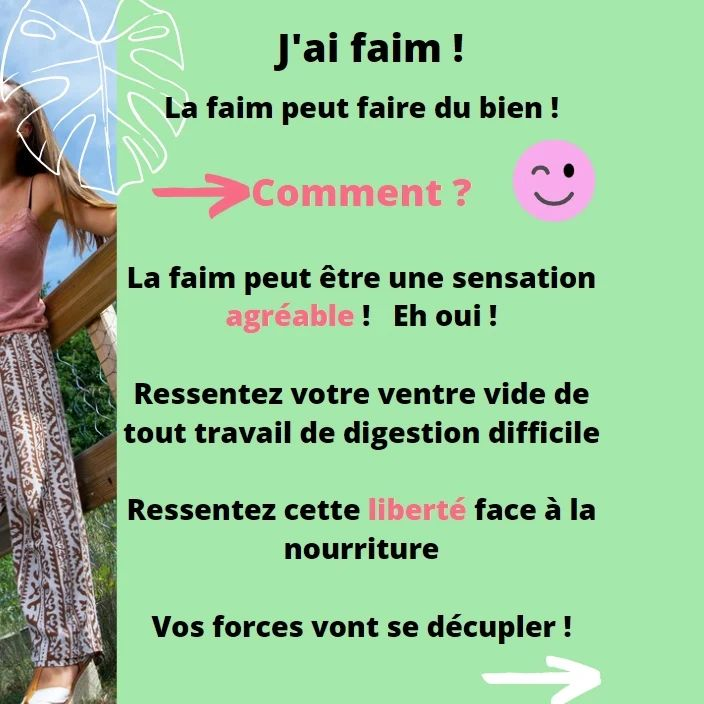 J'ai faim !
La faim peut faire du bien !
Comment ?
La faim peut être une sensation
agréable ! Eh oui !
Ressentez votre ventre vide de
tout travail de digestion difficile
Ressentez cette liberté face à la
nourriture
Vos forces vont se décupler !